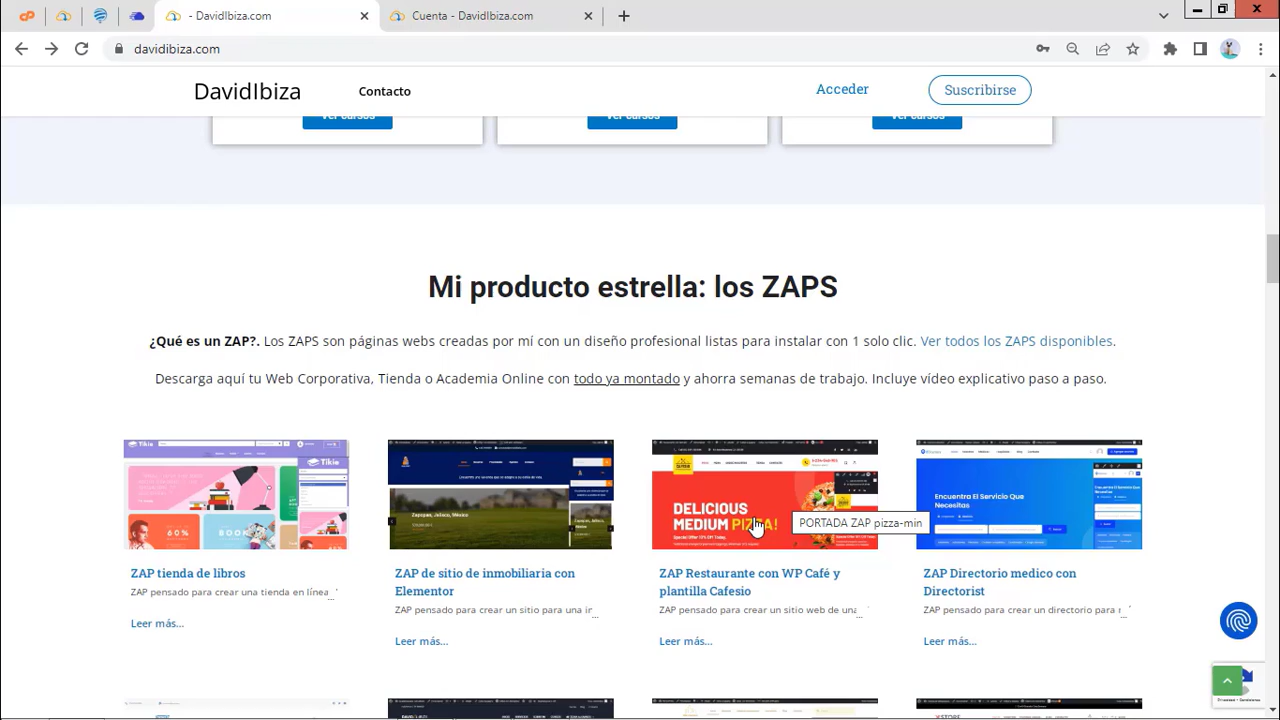 - DavidIbiza
Cuenta - DavidIbiza.com
davidibiza.com
DavidIbiza
Contacto
Acceder
Suscribirse
Ver cursos
Ver cursos
Ver cursos
Mi producto estrella: los ZAPS
¿Qué es un ZAP?. Los ZAPS son páginas webs creadas por mí con un diseño profesional listas para instalar con 1 solo clic. Ver todos los ZAPS disponibles.
Descarga aquí tu Web Corporativa, Tienda o Academia Online con todo ya montado y ahorra semanas de trabajo. Incluye vídeo explicativo paso a paso.
Tikie
Tikie
60%
Zapopan, Jalisco, México
DELICIOUS
MEDIUM PIZZA!
PORTADA ZAP pizza-min
Encuentra El Servicio Que
Necesitas
ZAP tienda de libros
ZAP pensado para crear una tienda en línea
Leer más...
ZAP de sitio de inmobiliaria con
Elementor
ZAP pensado para crear un sitio para una in
Leer más...
ZAP Restaurante con WP Café y
plantilla Cafesio
ZAP pensado para crear un sitio web de una
Leer más...
ZAP Directorio medico con
Directorist
ZAP pensado para crear un directorio para
Leer más...